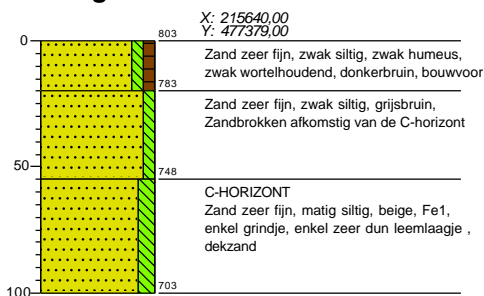 X: 215640,00
Y: 477379,00
0
803
Zand zeer fijn, zwak siltig, zwak humeus,
zwak wortelhoudend, donkerbruin, bouwvoor
783
Zand zeer fijn, zwak siltig, grijsbruin,
Zandbrokken afkomstig van de C-horizont
50
748
C-HORIZONT
Zand zeer fijn, matig siltig, beige, Fe1,
enkel grindje, enkel zeer dun leemlaagje ,
dekzand
703
100